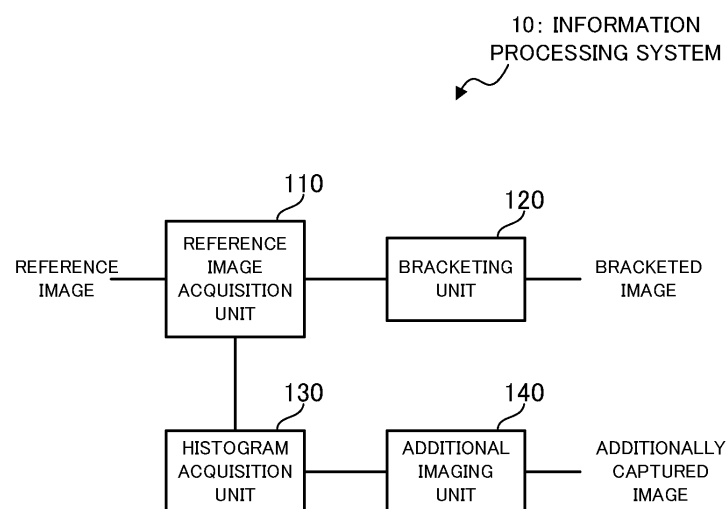 10: INFORMATION
PROCESSING SYSTEM
110
120
REFERENCE
IMAGE
REFERENCE
IMAGE
ACQUISITION
UNIT
BRACKETING
UNIT
BRACKETED
IMAGE
130
140
HISTOGRAM
ACQUISITION
UNIT
ADDITIONAL
IMAGING
UNIT
ADDITIONALLY
CAPTURED
IMAGE